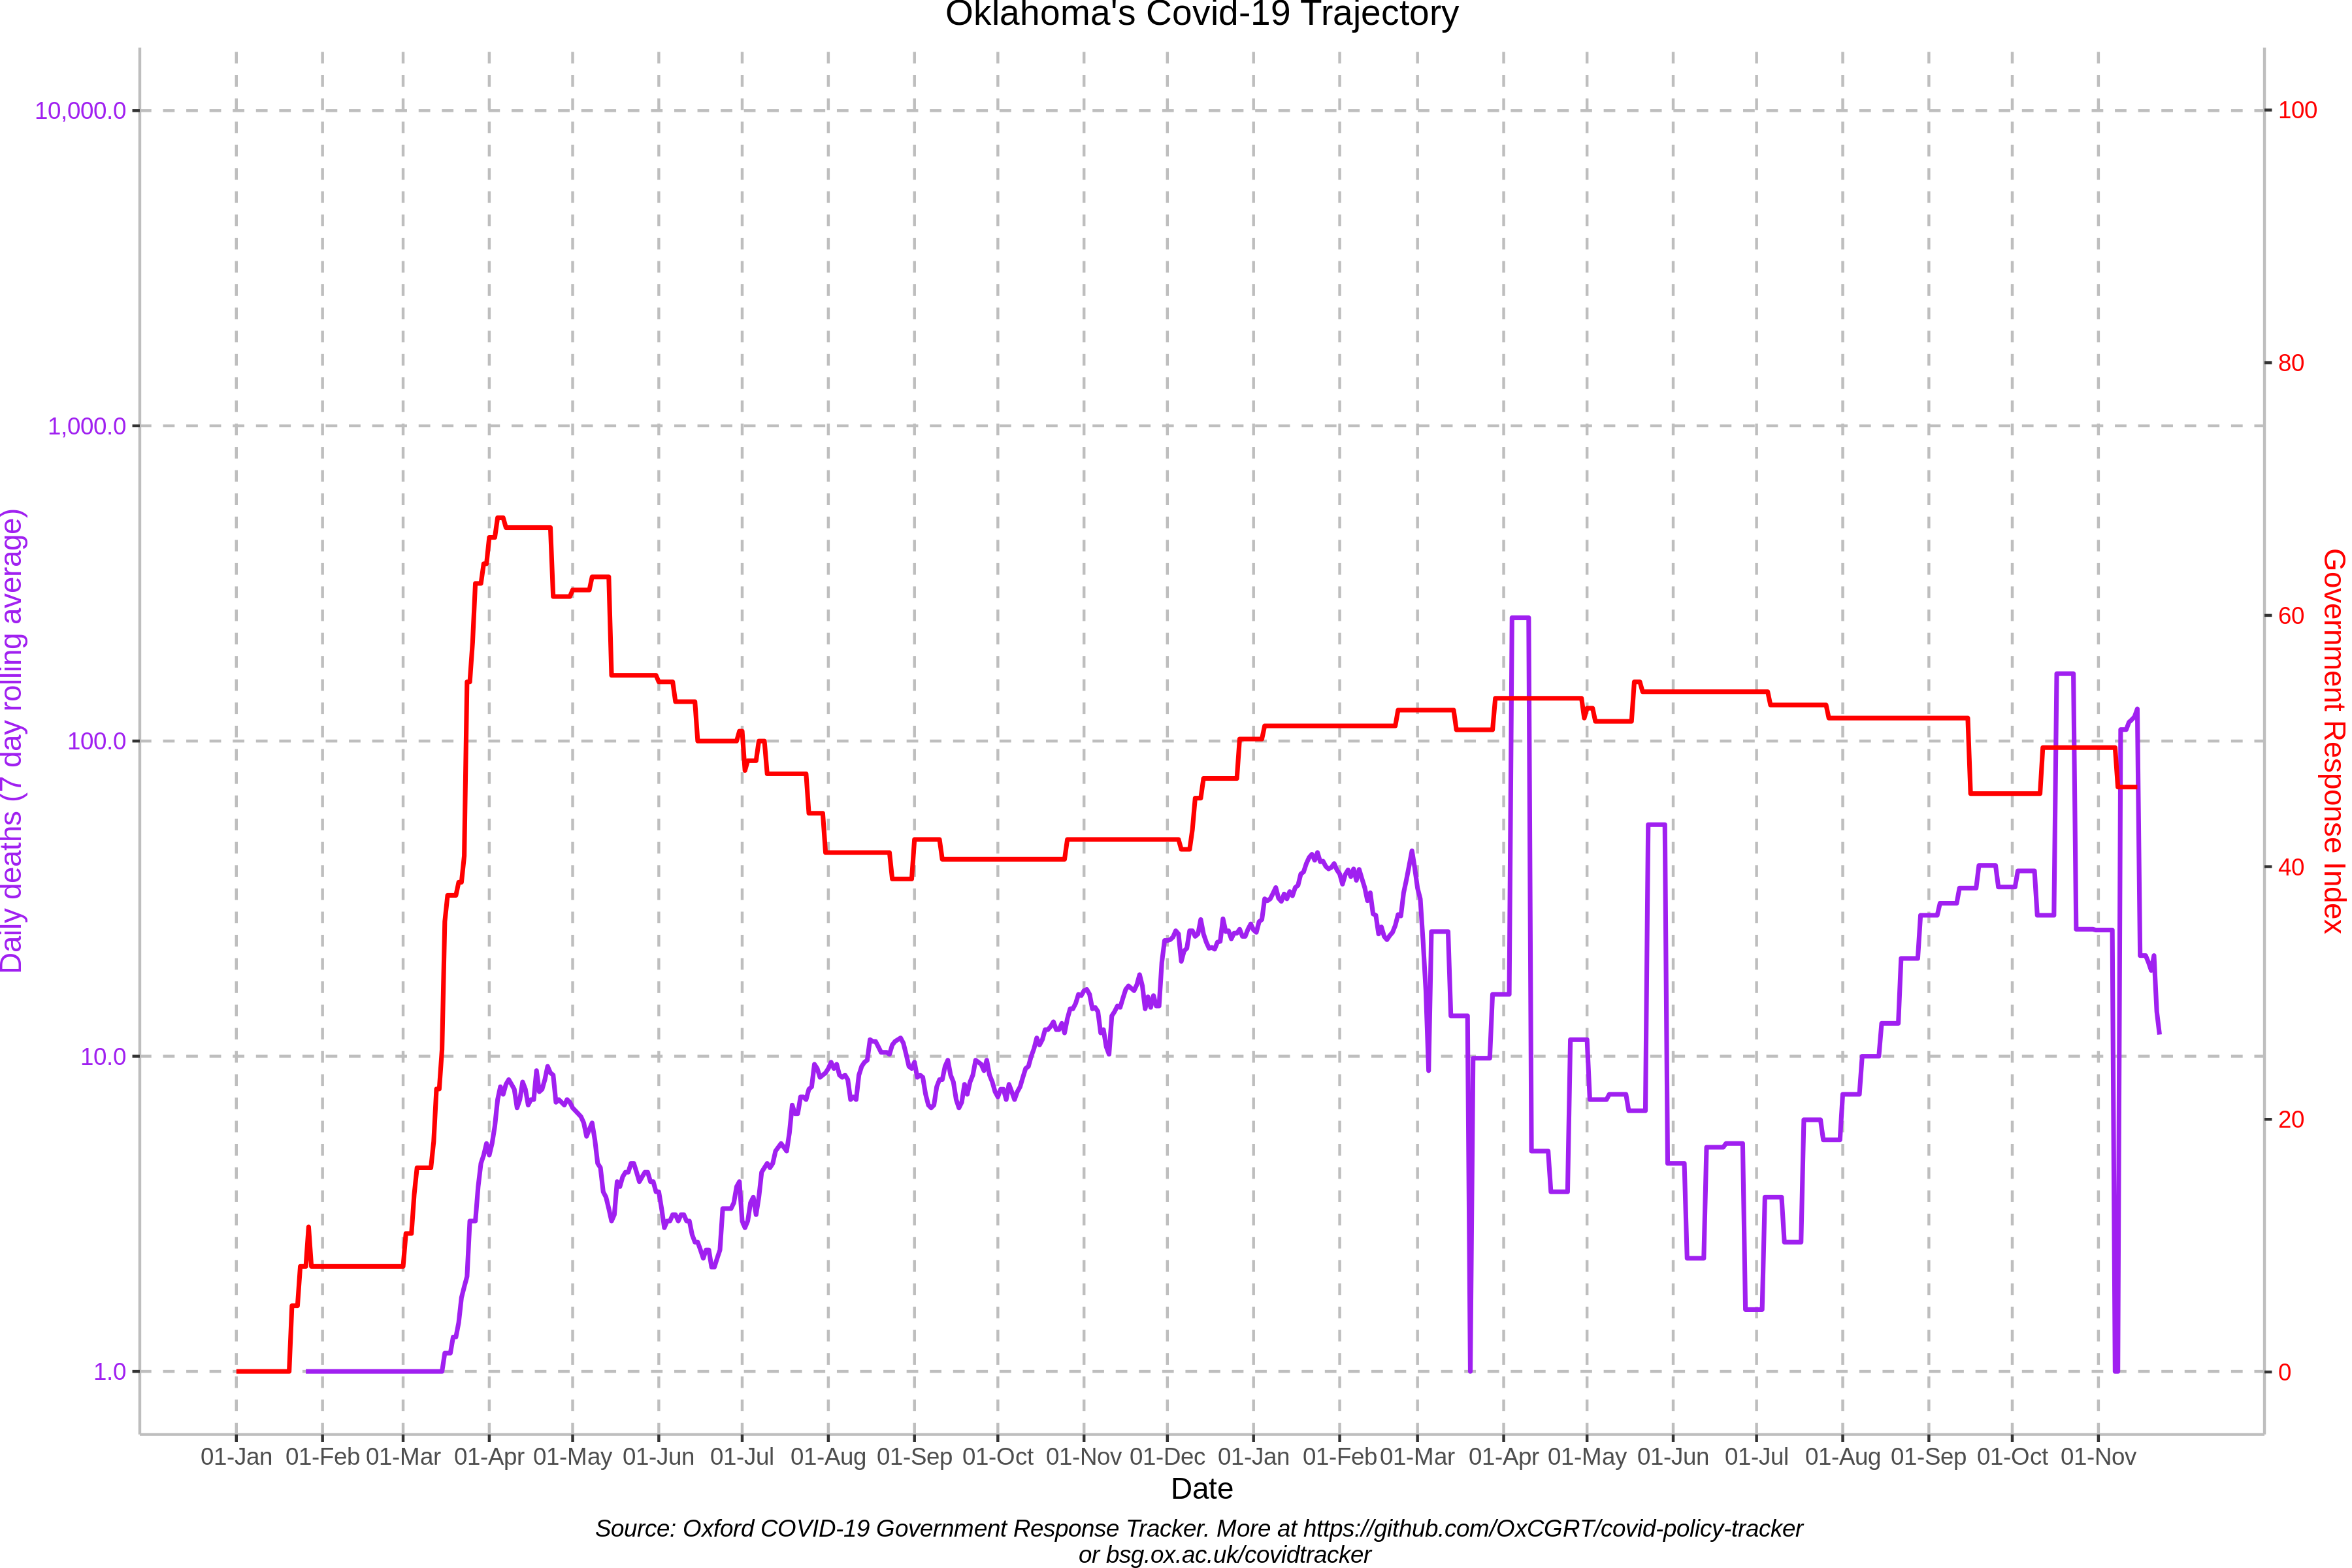 Oklahoma's Covid-19 Trajectory
10,000.0
1,000.0
100.0
10.0
1.0
Daily deaths (7 day rolling average)
100
80
60
40
20
0
Government Response Index
01-Jan 01-Feb 01-Mar 01-Apr 01-May 01-Jun 01-Jul 01-Aug 01-Sep 01-Oct 01-Nov 01-Dec 01-Jan 01-Feb 01-Mar 01-Apr 01-May 01-Jun 01-Jul 01-Aug 01-Sep 01-Oct 01-Nov
Date
Source: Oxford COVID-19 Government Response Tracker. More at https://github.com/OxCGRT/covid-policy-tracker
or bsg.ox.ac.uk/covidtracker